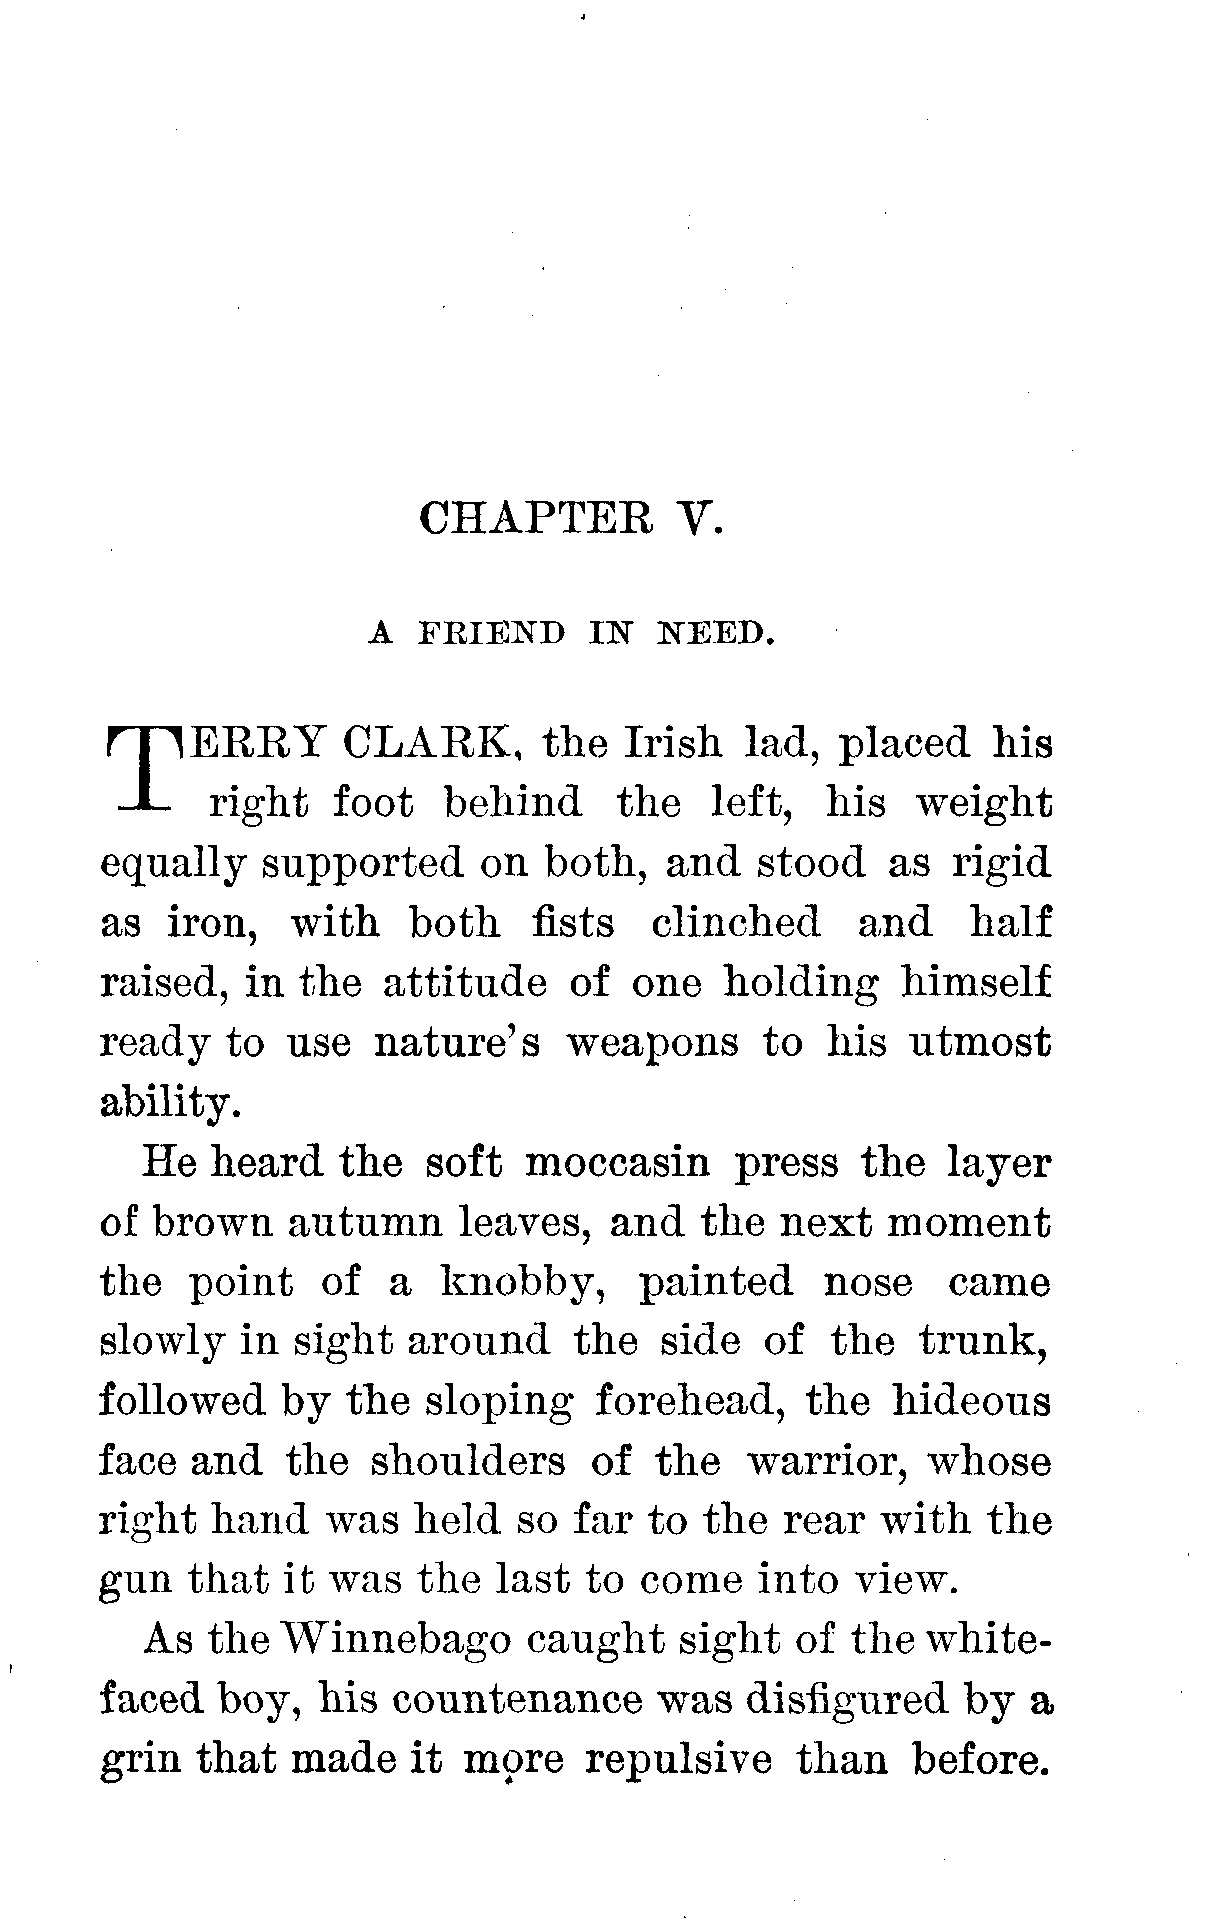 CHAPTER V.
A FRIEND IN NEED.
TERRY CLARK, the Irish lad, placed his
right foot behind the left, his weight
equally supported on both, and stood as rigid
as iron, with both fists clinched and half
raised, in the attitude of one holding himself
ready to use nature's weapons to his utmost
ability.
He heard the soft moccasin press the layer
of brown autumn leaves, and the next moment
the point of a knobby, painted nose came
slowly in sight around the side of the trunk,
followed by the sloping forehead, the hideous
face and the shoulders of the warrior, whose
right hand was held so far to the rear with the
gun that it was the last to come into view.
As the Winnebago caught sight of the white-
faced boy, his countenance was disfigured by a
grin that made it more repulsive than before.